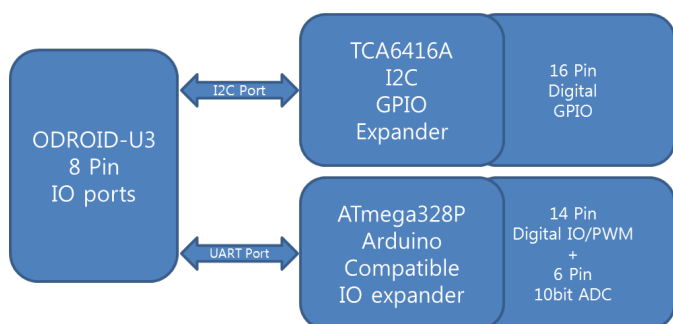 ODROID-U3
8 Pin
IO ports
I2C Port
TCA6416A
I2C
GPIO
Expander
16 Pin
Digital
GPIO
UART Port
ATmega328P
Arduino
Compatible
IO expander
14 Pin
Digital IO/PWM
+
6 Pin
10bit ADC